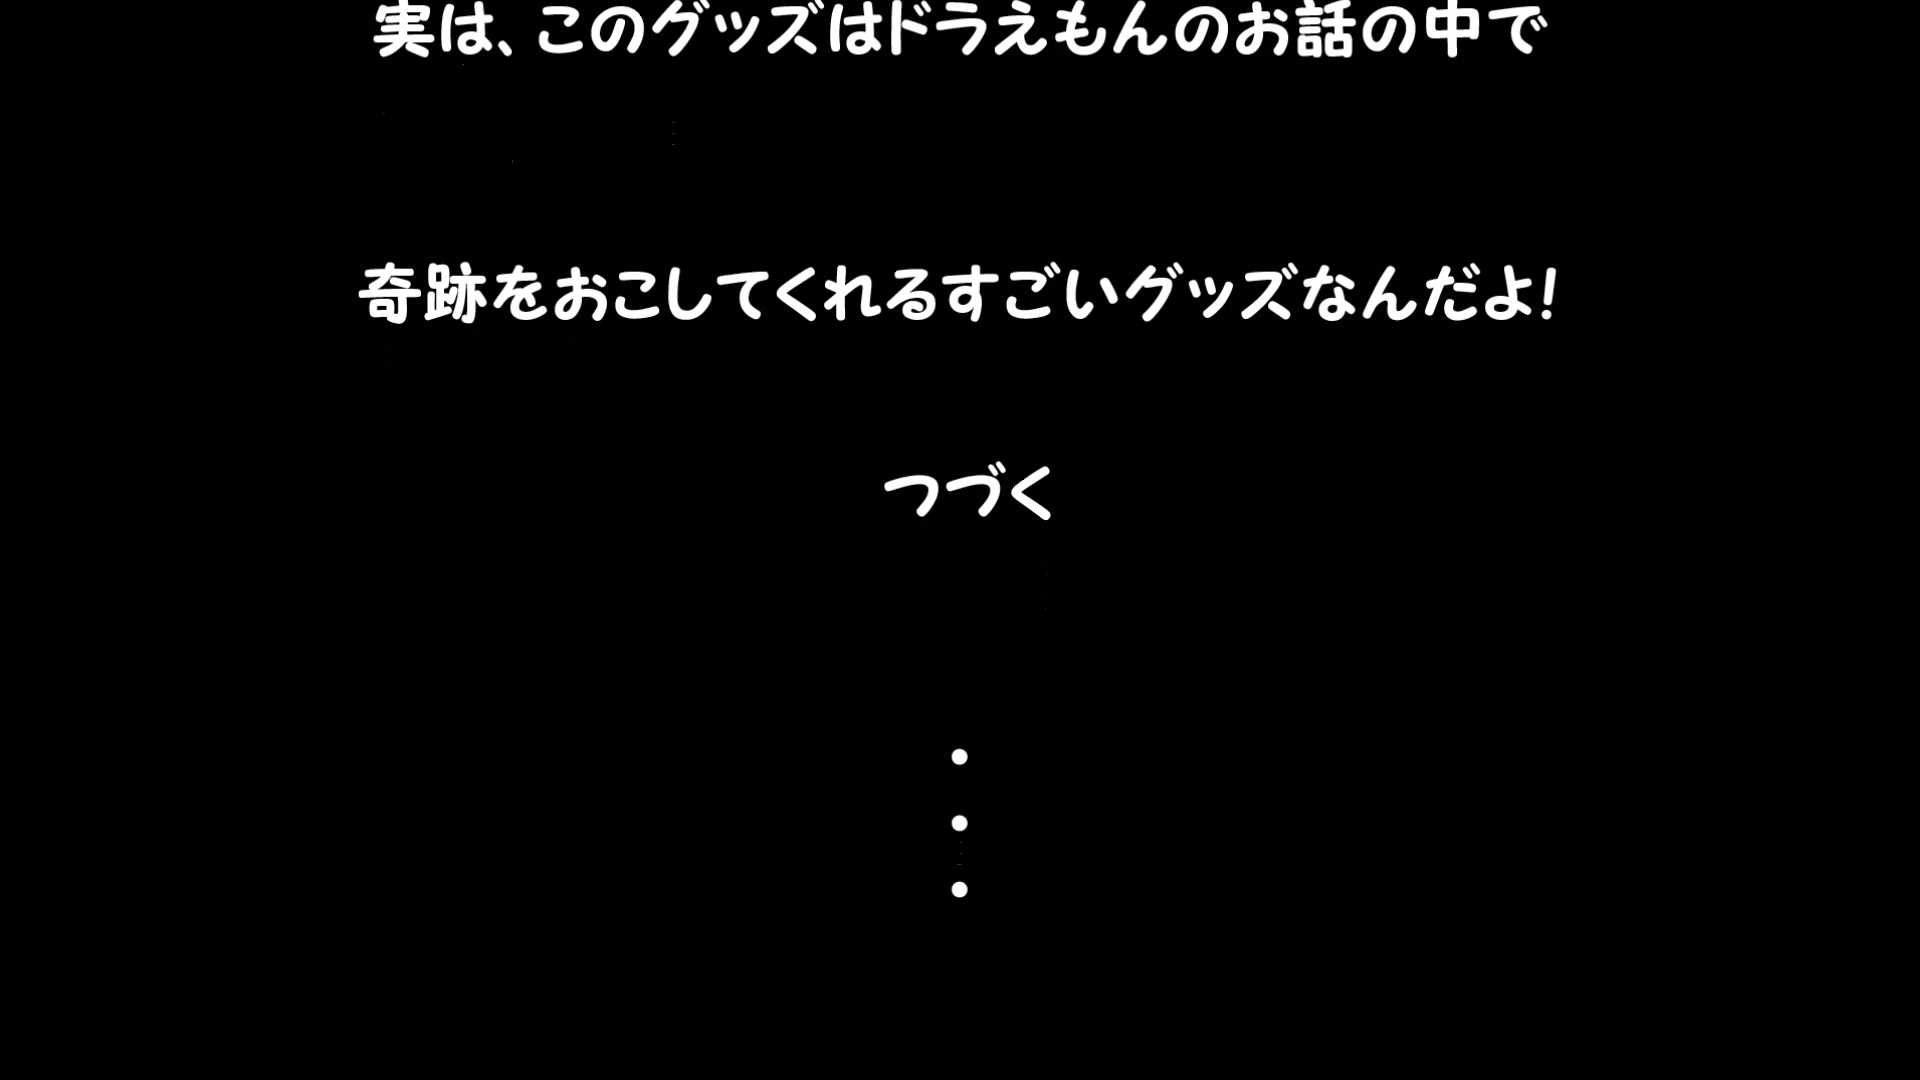 実は、このグッズはドラえもんのお話の中で
奇跡をおこしてくれるすごいグッズなんだよ!
つづく
・
・
・